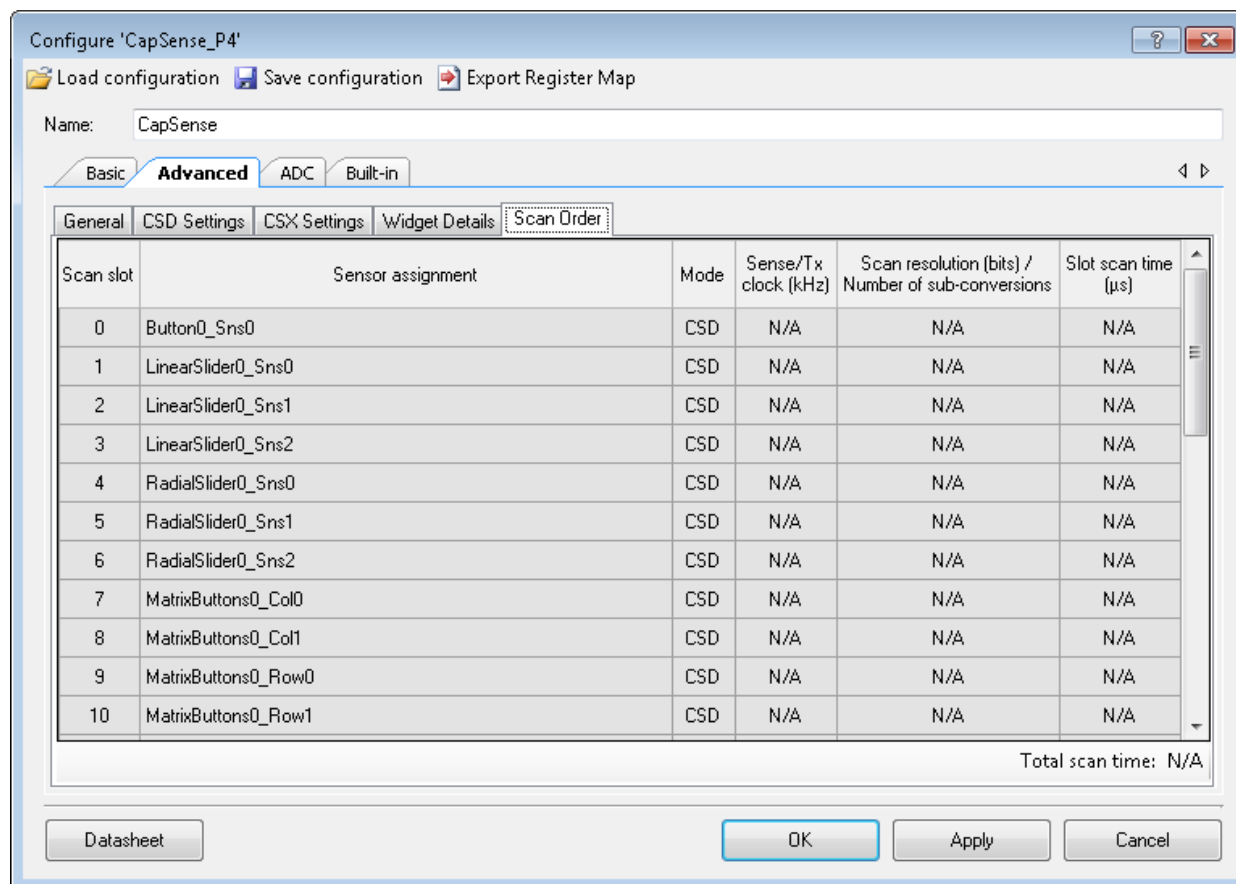 Configure 'CapSense_P4'
Load configuration Save configuration Export Register Map
Name: CapSense
Basic Advanced ADC Built-in
General CSD Settings CSX Settings Widget Details Scan Order
Scan slot Sensor assignment Mode Sense/Tx clock (kHz) Scan resolution (bits) / Number of sub-conversions Slot scan time (µs)
0 Button0_Sns0 CSD N/A N/A N/A
1 LinearSlider0_Sns0 CSD N/A N/A N/A
2 LinearSlider0_Sns1 CSD N/A N/A N/A
3 LinearSlider0_Sns2 CSD N/A N/A N/A
4 RadialSlider0_Sns0 CSD N/A N/A N/A
5 RadialSlider0_Sns1 CSD N/A N/A N/A
6 RadialSlider0_Sns2 CSD N/A N/A N/A
7 MatrixButtons0_Col0 CSD N/A N/A N/A
8 MatrixButtons0_Col1 CSD N/A N/A N/A
9 MatrixButtons0_Row0 CSD N/A N/A N/A
10 MatrixButtons0_Row1 CSD N/A N/A N/A
Total scan time: N/A
Datasheet OK Apply Cancel